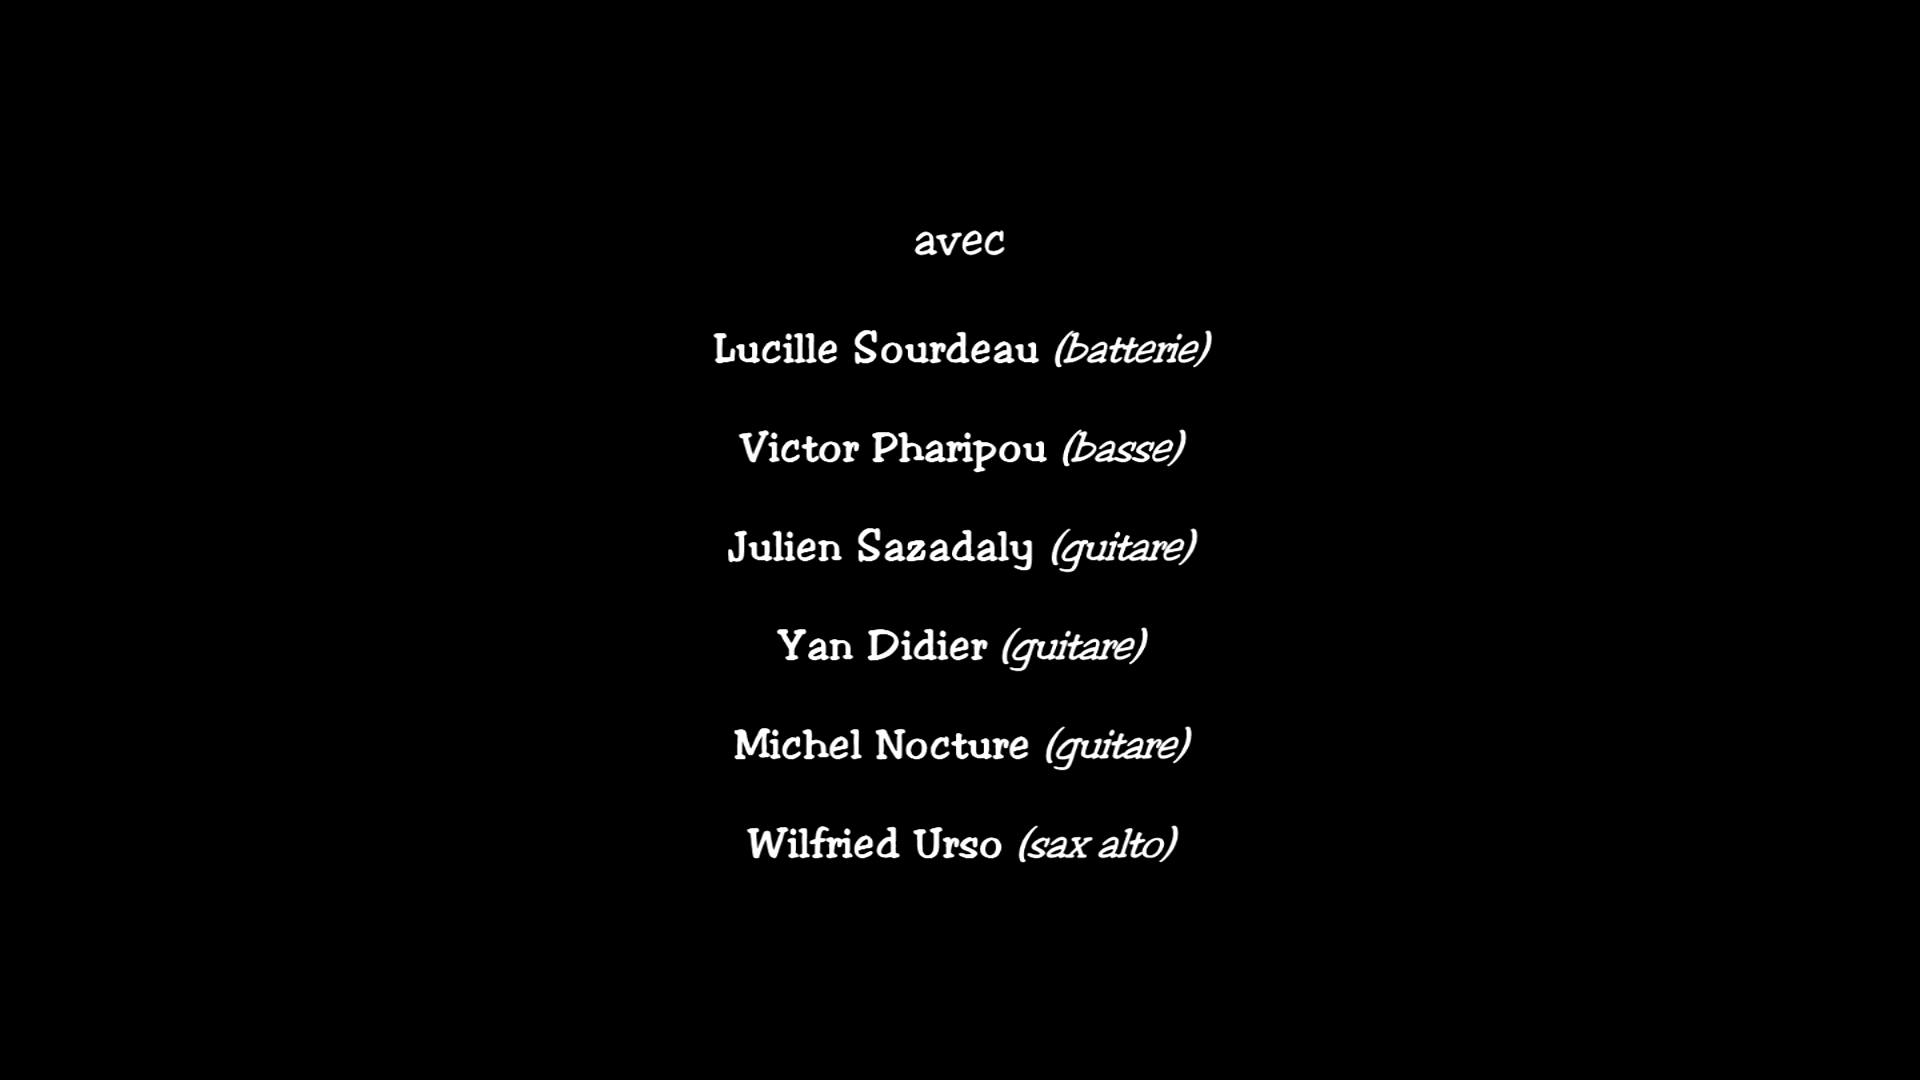 avec
Lucille Sourdeau (batterie)
Victor Pharipou (basse)
Julien Sazadaly (guitare)
Yan Didier (guitare)
Michel Nocture (guitare)
Wilfried Urso (sax alto)